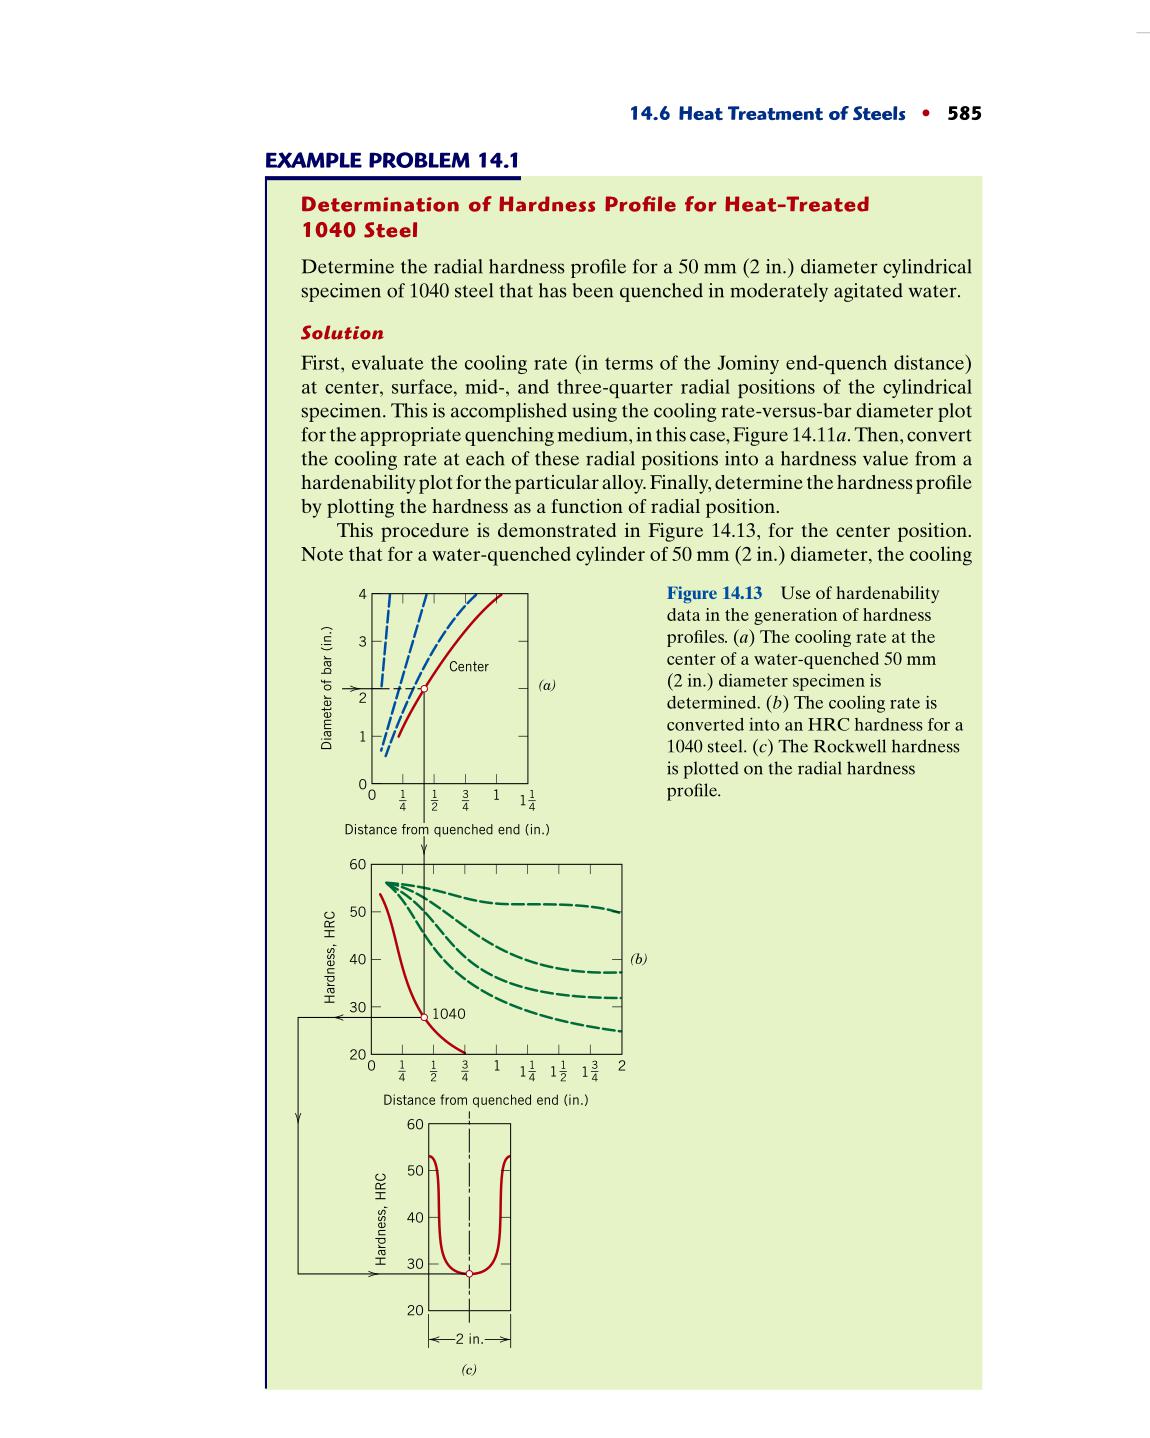 14.6 Heat Treatment of Steels • 585
EXAMPLE PROBLEM 14.1
Determination of Hardness Profile for Heat-Treated
1040 Steel
Determine the radial hardness profile for a 50 mm (2 in.) diameter cylindrical
specimen of 1040 steel that has been quenched in moderately agitated water.
Solution
First, evaluate the cooling rate (in terms of the Jominy end-quench distance)
at center, surface, mid-, and three-quarter radial positions of the cylindrical
specimen. This is accomplished using the cooling rate-versus-bar diameter plot
for the appropriate quenching medium, in this case, Figure 14.11a. Then, convert
the cooling rate at each of these radial positions into a hardness value from a
hardenability plot for the particular alloy. Finally, determine the hardness profile
by plotting the hardness as a function of radial position.
This procedure is demonstrated in Figure 14.13, for the center position.
Note that for a water-quenched cylinder of 50 mm (2 in.) diameter, the cooling
Figure 14.13 Use of hardenability
data in the generation of hardness
profiles. (a) The cooling rate at the
center of a water-quenched 50 mm
(2 in.) diameter specimen is
determined. (b) The cooling rate is
converted into an HRC hardness for a
1040 steel. (c) The Rockwell hardness
is plotted on the radial hardness
profile.
Diameter of bar (in.)
4
3
2
1
0
Center
(a)
0 1/4 1/2 3/4 1 1 1/4
Distance from quenched end (in.)
Hardness, HRC
60
50
40
30
20
1040
(b)
0 1/4 1/2 3/4 1 1 1/4 1 1/2 1 3/4 2
Distance from quenched end (in.)
Hardness, HRC
60
50
40
30
20
2 in.
(c)